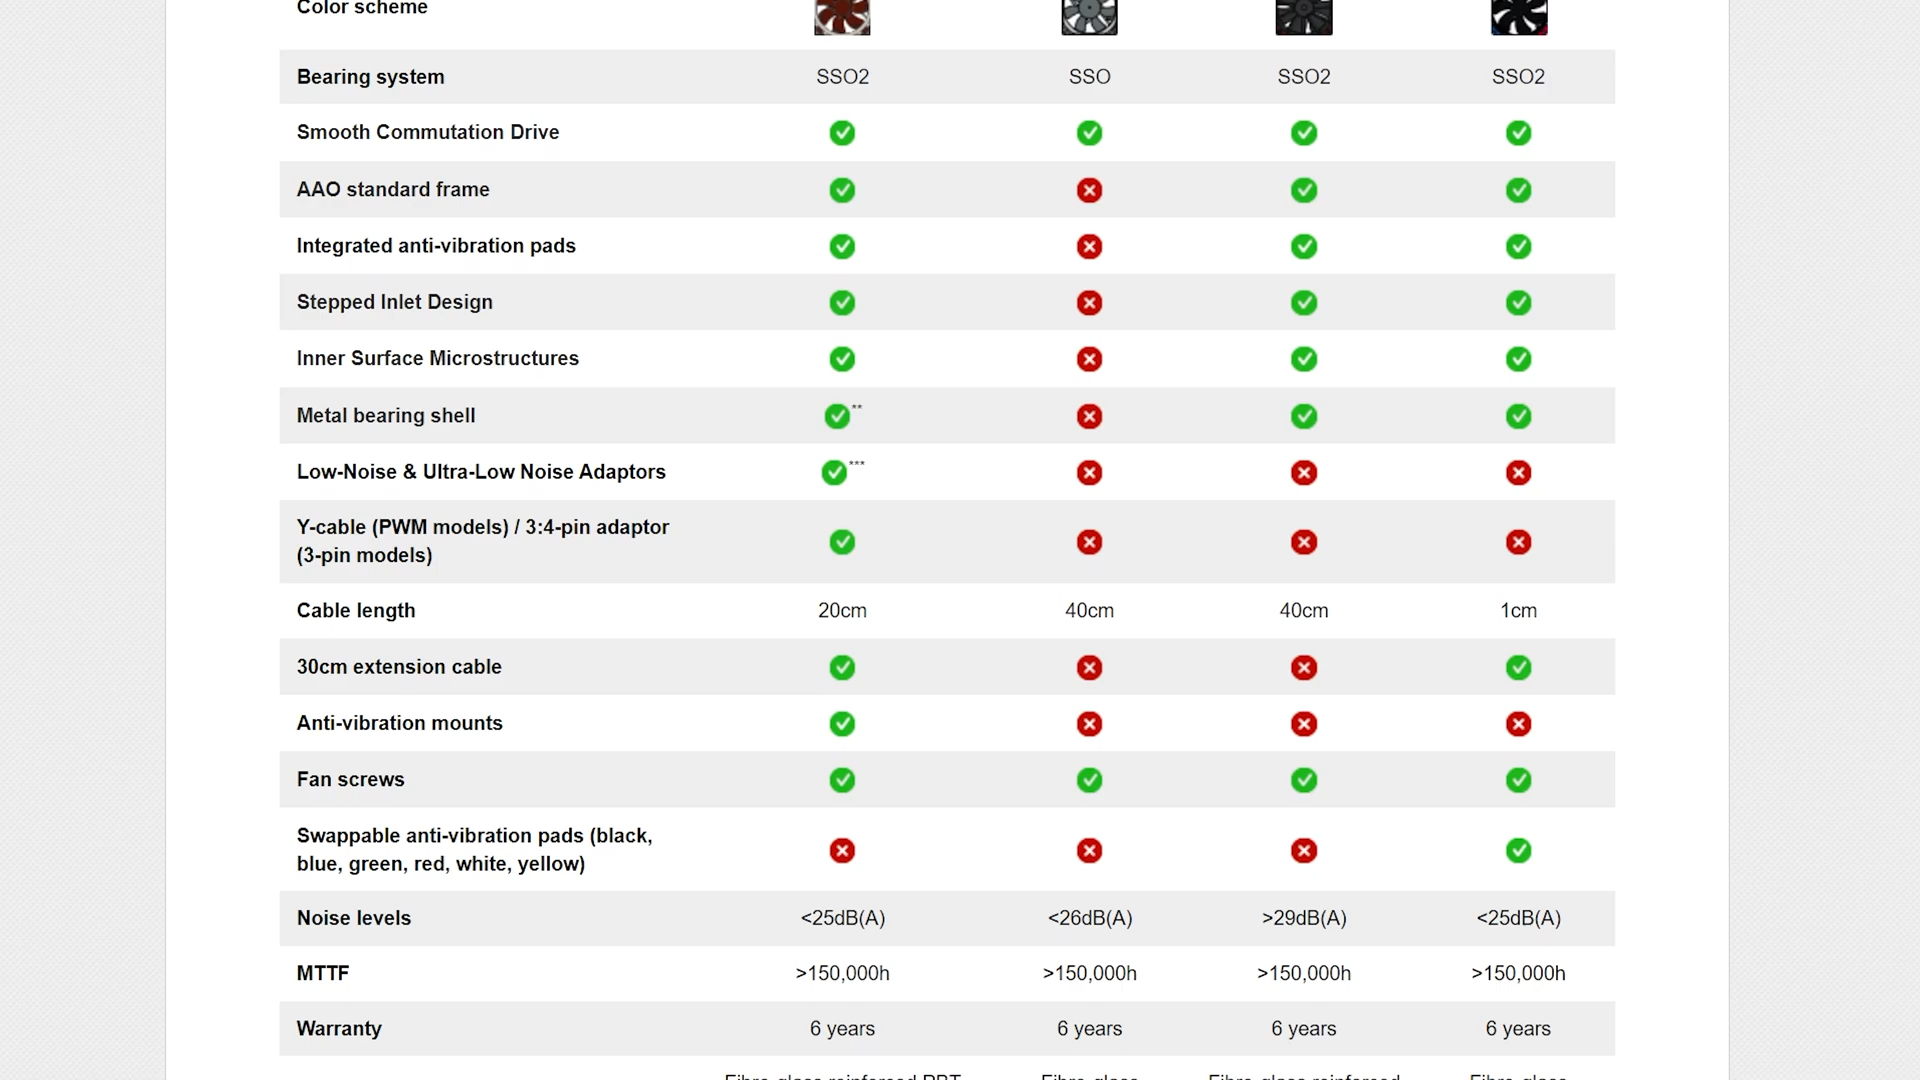 Color scheme
Bearing system SSO2 SSO SSO2 SSO2
Smooth Commutation Drive
AAO standard frame
Integrated anti-vibration pads
Stepped Inlet Design
Inner Surface Microstructures
Metal bearing shell **
Low-Noise & Ultra-Low Noise Adaptors ***
Y-cable (PWM models) / 3:4-pin adaptor
(3-pin models)
Cable length 20cm 40cm 40cm 1cm
30cm extension cable
Anti-vibration mounts
Fan screws
Swappable anti-vibration pads (black,
blue, green, red, white, yellow)
Noise levels <25dB(A) <26dB(A) >29dB(A) <25dB(A)
MTTF >150,000h >150,000h >150,000h >150,000h
Warranty 6 years 6 years 6 years 6 years